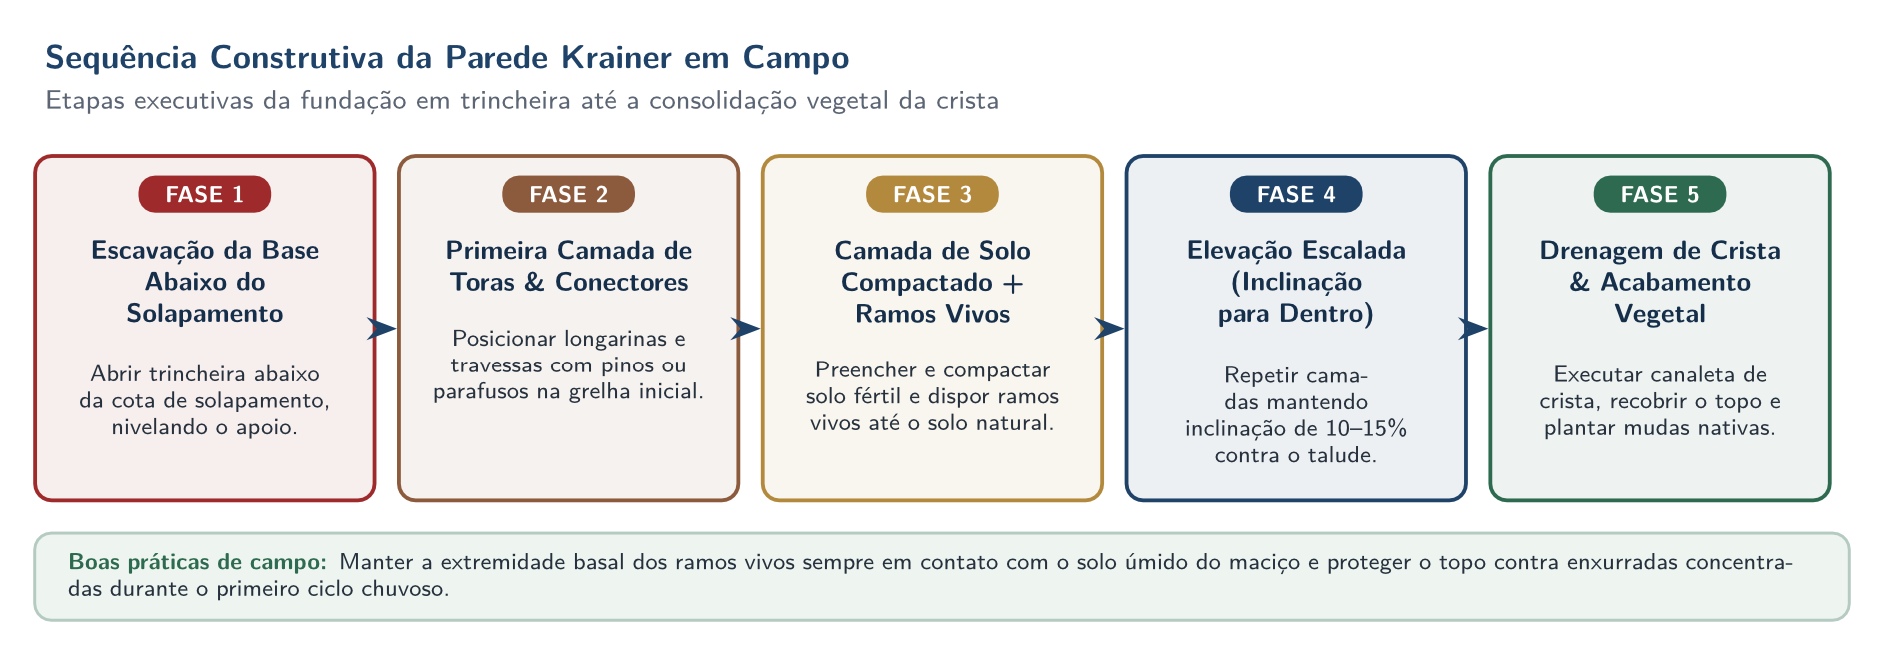 Sequência Construtiva da Parede Krainer em Campo
Etapas executivas da fundação em trincheira até a consolidação vegetal da crista
FASE 1
Escavação da Base
Abaixo do
Solapamento
Abrir trincheira abaixo
da cota de solapamento,
nivelando o apoio.
FASE 2
Primeira Camada de
Toras & Conectores
Posicionar longarinas e
travessas com pinos ou
parafusos na grelha inicial.
FASE 3
Camada de Solo
Compactado +
Ramos Vivos
Preencher e compactar
solo fértil e dispor ramos
vivos até o solo natural.
FASE 4
Elevação Escalada
(Inclinação
para Dentro)
Repetir cama-
das mantendo
inclinação de 10–15%
contra o talude.
FASE 5
Drenagem de Crista
& Acabamento
Vegetal
Executar canaleta de
crista, recobrir o topo e
plantar mudas nativas.
Boas práticas de campo: Manter a extremidade basal dos ramos vivos sempre em contato com o solo úmido do maciço e proteger o topo contra enxurradas concentra-
das durante o primeiro ciclo chuvoso.